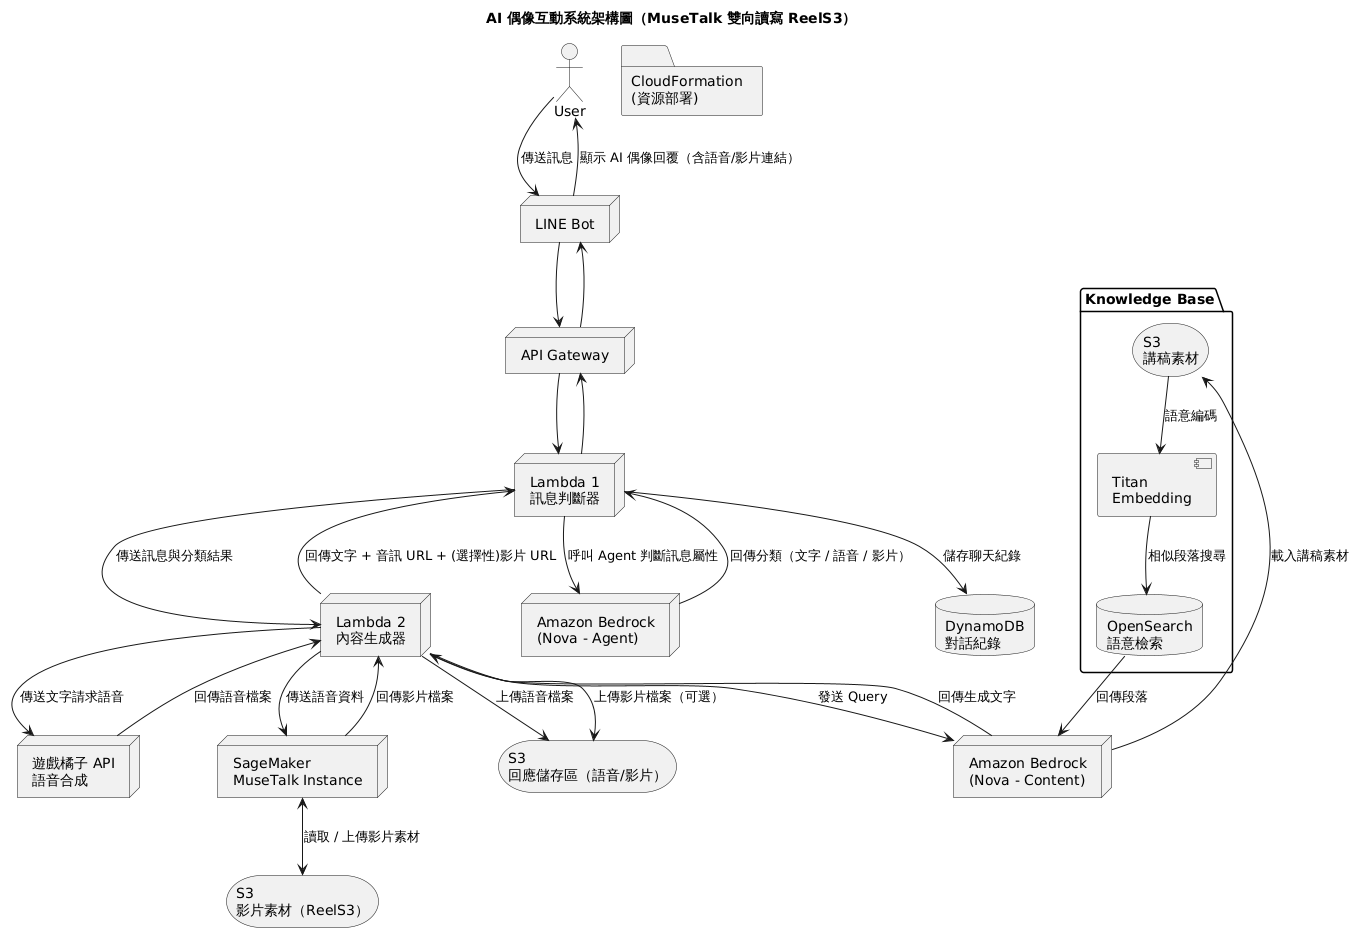 AI 偶像互動系統架構圖（MuseTalk 雙向讀寫 ReelS3）
User
CloudFormation
(資源部署)
傳送訊息
顯示 AI 偶像回覆（含語音/影片連結）
LINE Bot
API Gateway
Knowledge Base
S3
講稿素材
語意編碼
Lambda 1
訊息判斷器
Titan
Embedding
傳送訊息與分類結果
回傳文字 + 音訊 URL + (選擇性)影片 URL
呼叫 Agent 判斷訊息屬性
回傳分類（文字 / 語音 / 影片）
儲存聊天紀錄
相似段落搜尋
載入講稿素材
Lambda 2
內容生成器
Amazon Bedrock
(Nova - Agent)
DynamoDB
對話紀錄
OpenSearch
語意檢索
傳送文字請求語音
回傳語音檔案
傳送語音資料
回傳影片檔案
上傳語音檔案
上傳影片檔案（可選）
發送 Query
回傳生成文字
回傳段落
遊戲橘子 API
語音合成
SageMaker
MuseTalk Instance
S3
回應儲存區（語音/影片）
Amazon Bedrock
(Nova - Content)
讀取 / 上傳影片素材
S3
影片素材（ReelS3）